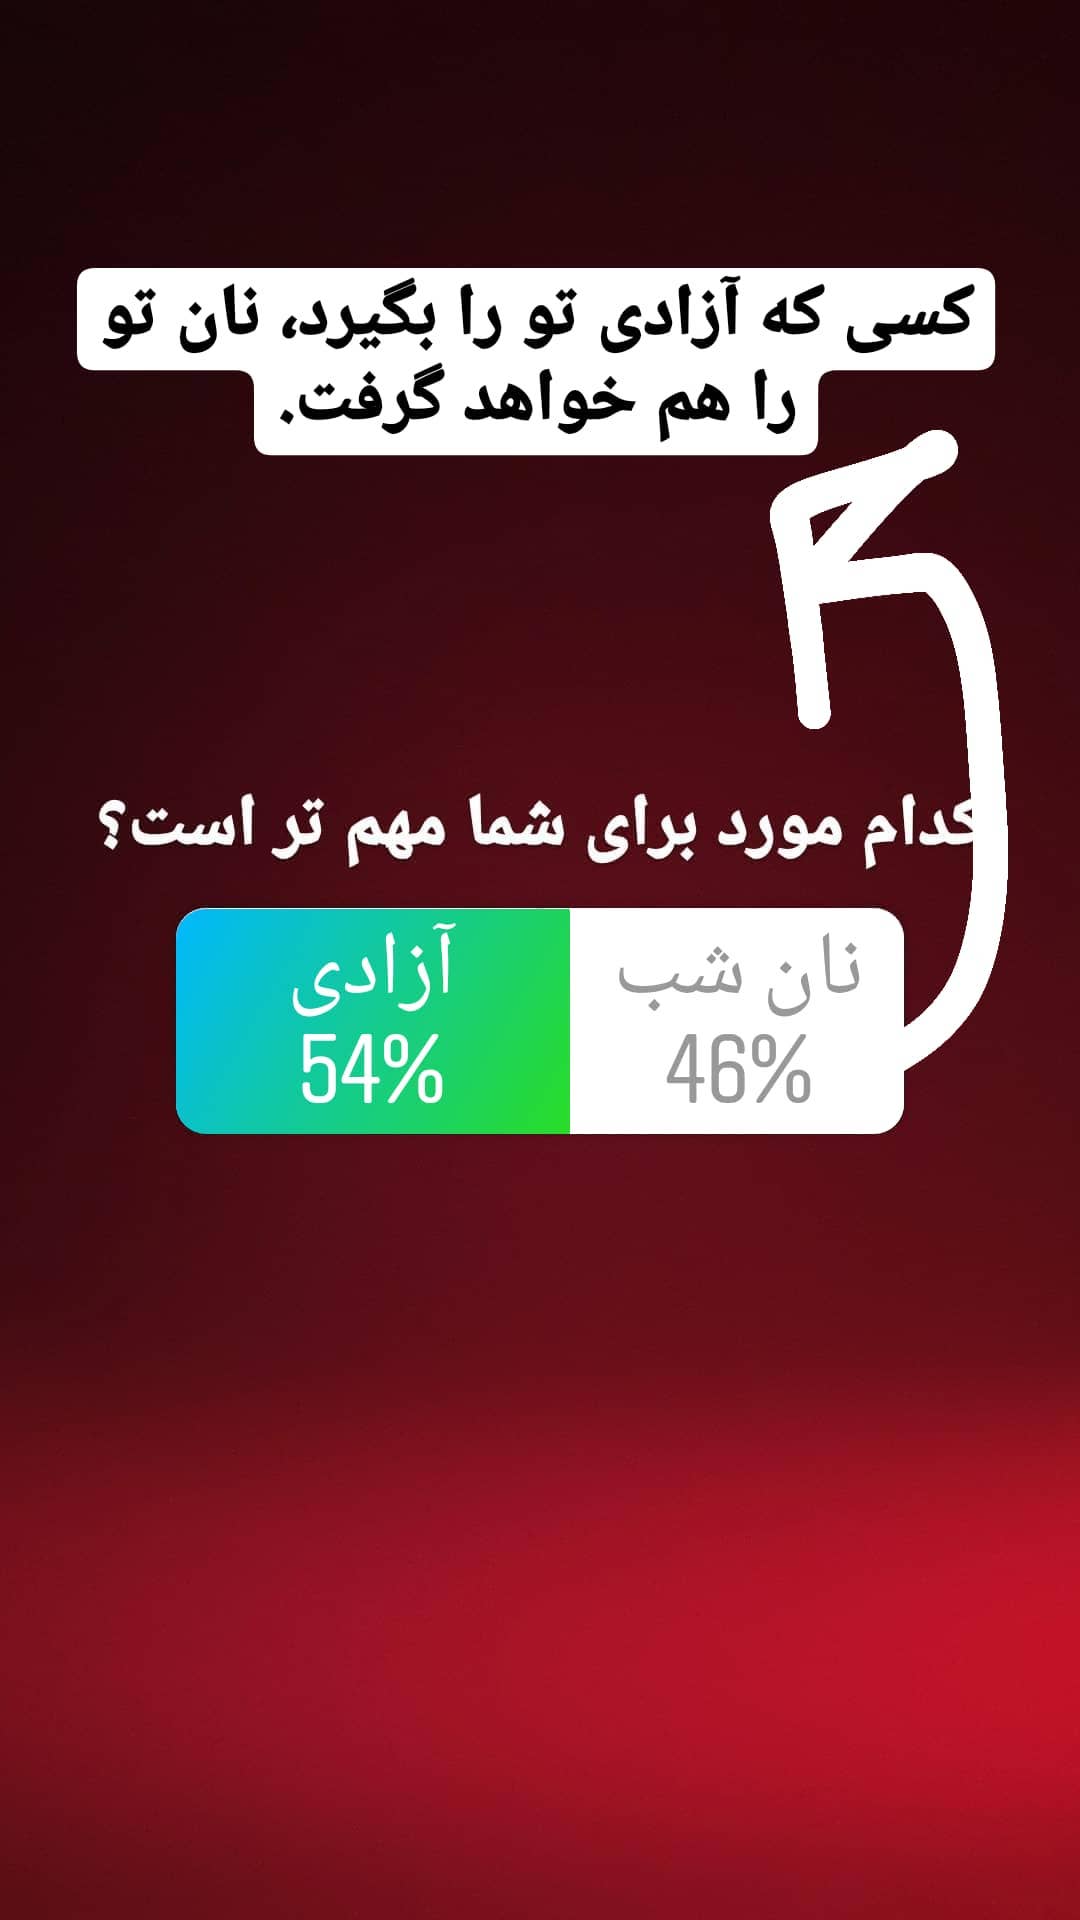 کسی که آزادی تو را بگیرد، نان تو
را هم خواهد گرفت.
کدام مورد برای شما مهم تر است؟
آزادی
54%
نان شب
46%